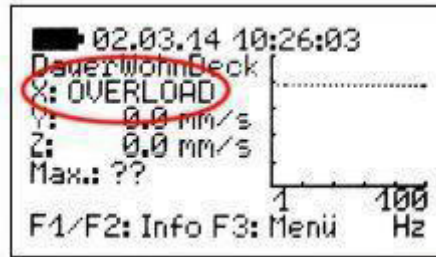 02.03.14 10:26:03
DauerWohnDeck
X: OVERLOAD
Y: 0.0 mm/s
Z: 0.0 mm/s
Max.: ??
1 100
F1/F2: Info F3: Menü Hz